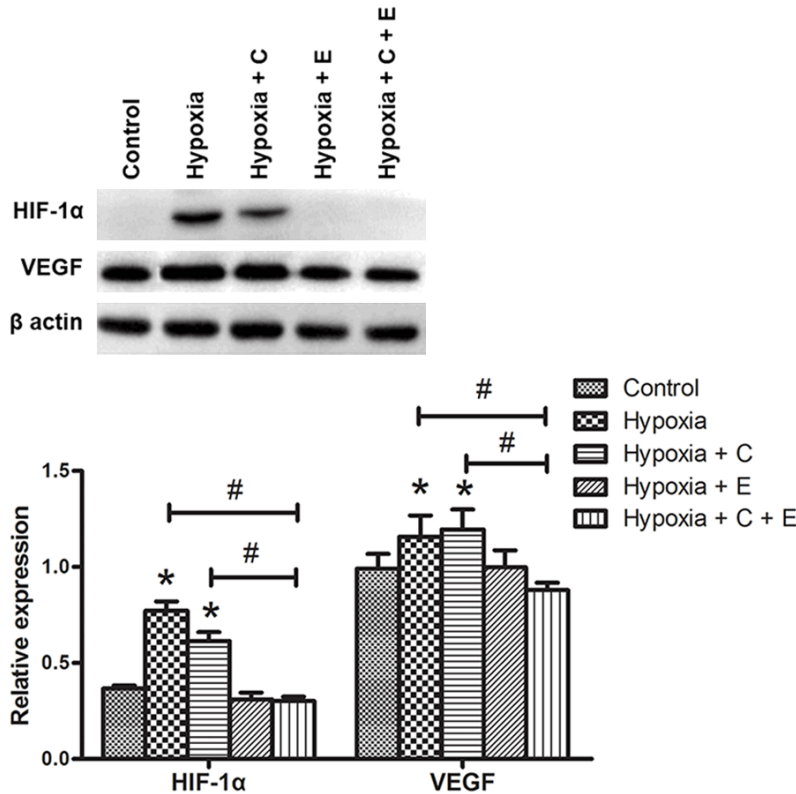 Control
Hypoxia
Hypoxia + C
Hypoxia + E
Hypoxia + C + E
HIF-1α
VEGF
β actin
#
#
Control
Hypoxia
Hypoxia + C
Hypoxia + E
Hypoxia + C + E
Relative expression
1.5
1.0
0.5
0.0
#
#
*
*
*
*
HIF-1α
VEGF